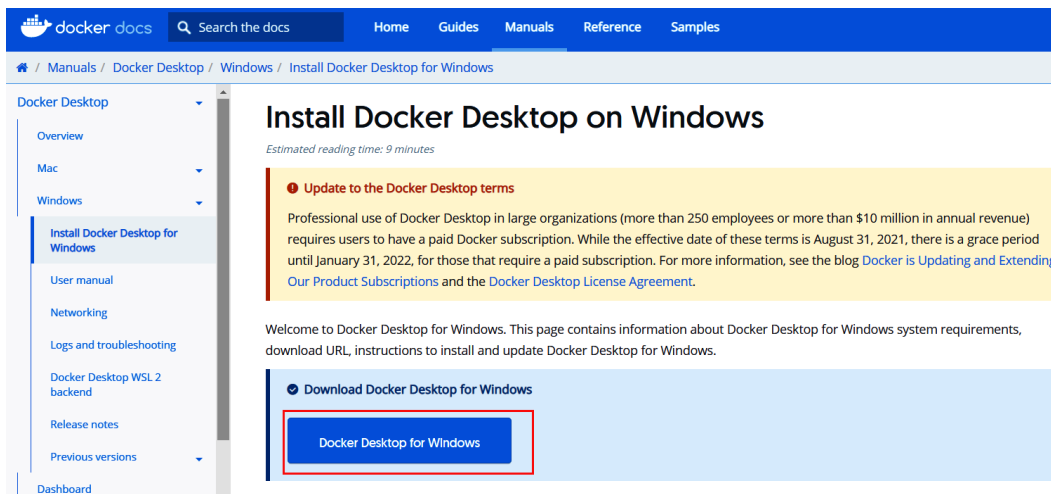 docker docs
Search the docs
Home
Guides
Manuals
Reference
Samples
/ Manuals / Docker Desktop / Windows / Install Docker Desktop for Windows
Docker Desktop
Overview
Mac
Windows
Install Docker Desktop for
Windows
User manual
Networking
Logs and troubleshooting
Docker Desktop WSL 2
backend
Release notes
Previous versions
Dashboard
Install Docker Desktop on Windows
Estimated reading time: 9 minutes
Update to the Docker Desktop terms
Professional use of Docker Desktop in large organizations (more than 250 employees or more than $10 million in annual revenue)
requires users to have a paid Docker subscription. While the effective date of these terms is August 31, 2021, there is a grace period
until January 31, 2022, for those that require a paid subscription. For more information, see the blog Docker is Updating and Extending
Our Product Subscriptions and the Docker Desktop License Agreement.
Welcome to Docker Desktop for Windows. This page contains information about Docker Desktop for Windows system requirements,
download URL, instructions to install and update Docker Desktop for Windows.
Download Docker Desktop for Windows
Docker Desktop for Windows